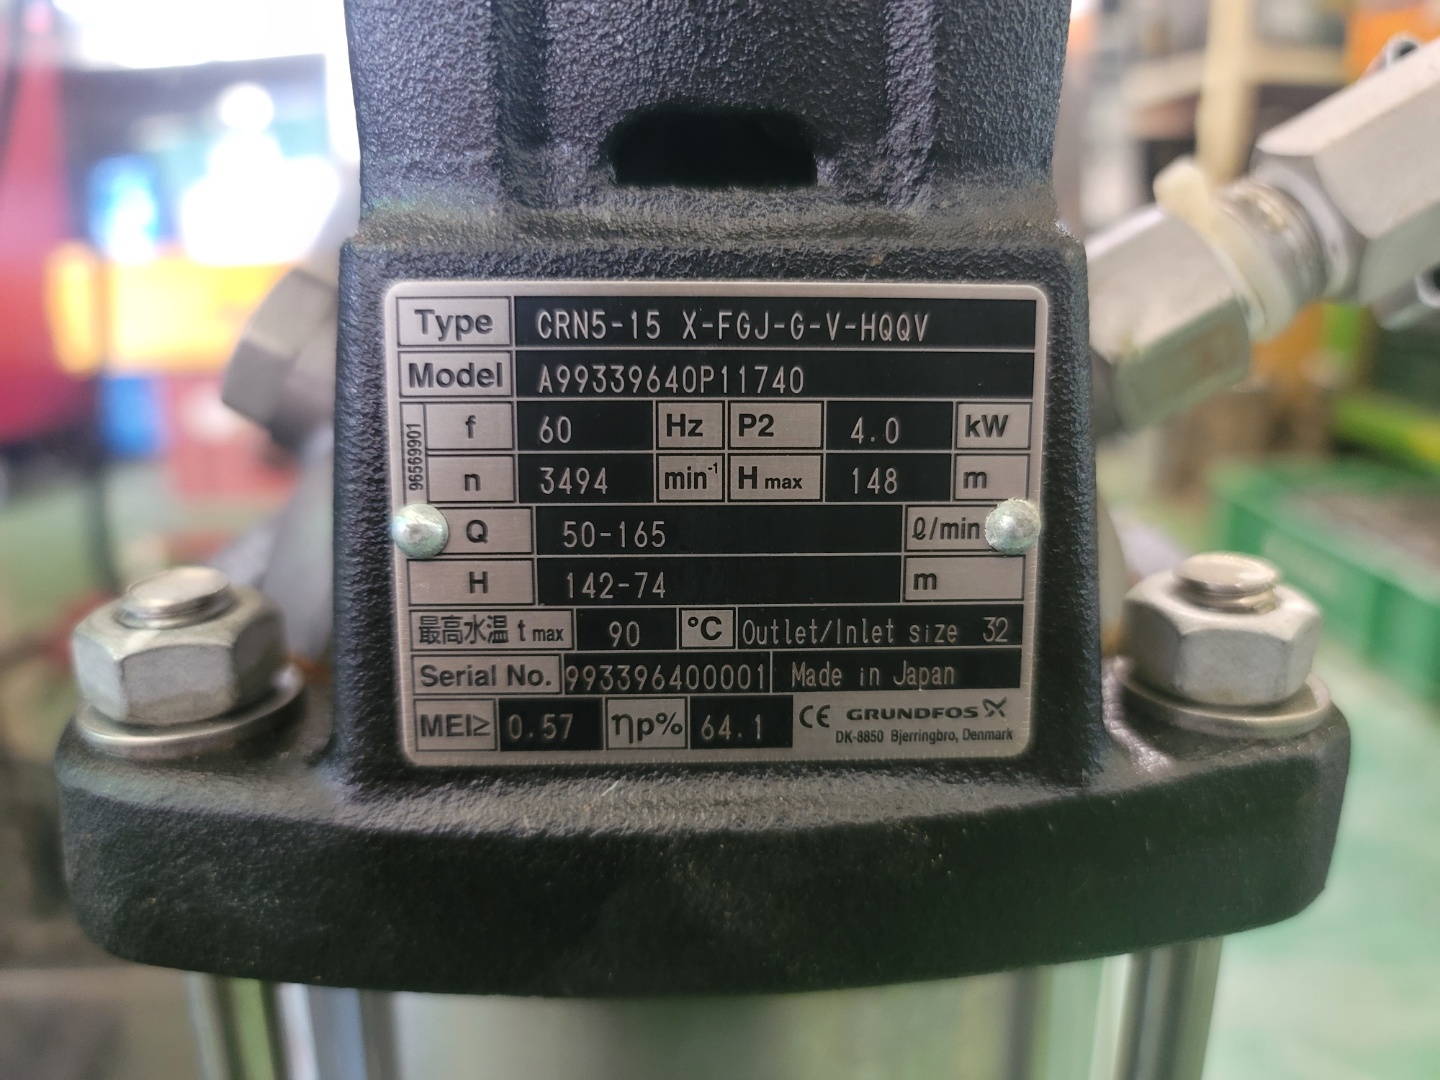 Type CRN5-15 X-FGJ-G-V-HQQV
Model A99339640P11740
96569901
f 60 Hz P2 4.0 kW
n 3494 min⁻¹ H max 148 m
Q 50-165 ℓ/min
H 142-74 m
最高水温 t max 90 °C Outlet/Inlet size 32
Serial No. 993396400001 Made in Japan
MEI≥ 0.57 ηp% 64.1 CE GRUNDFOS X
DK-8850 Bjerringbro, Denmark